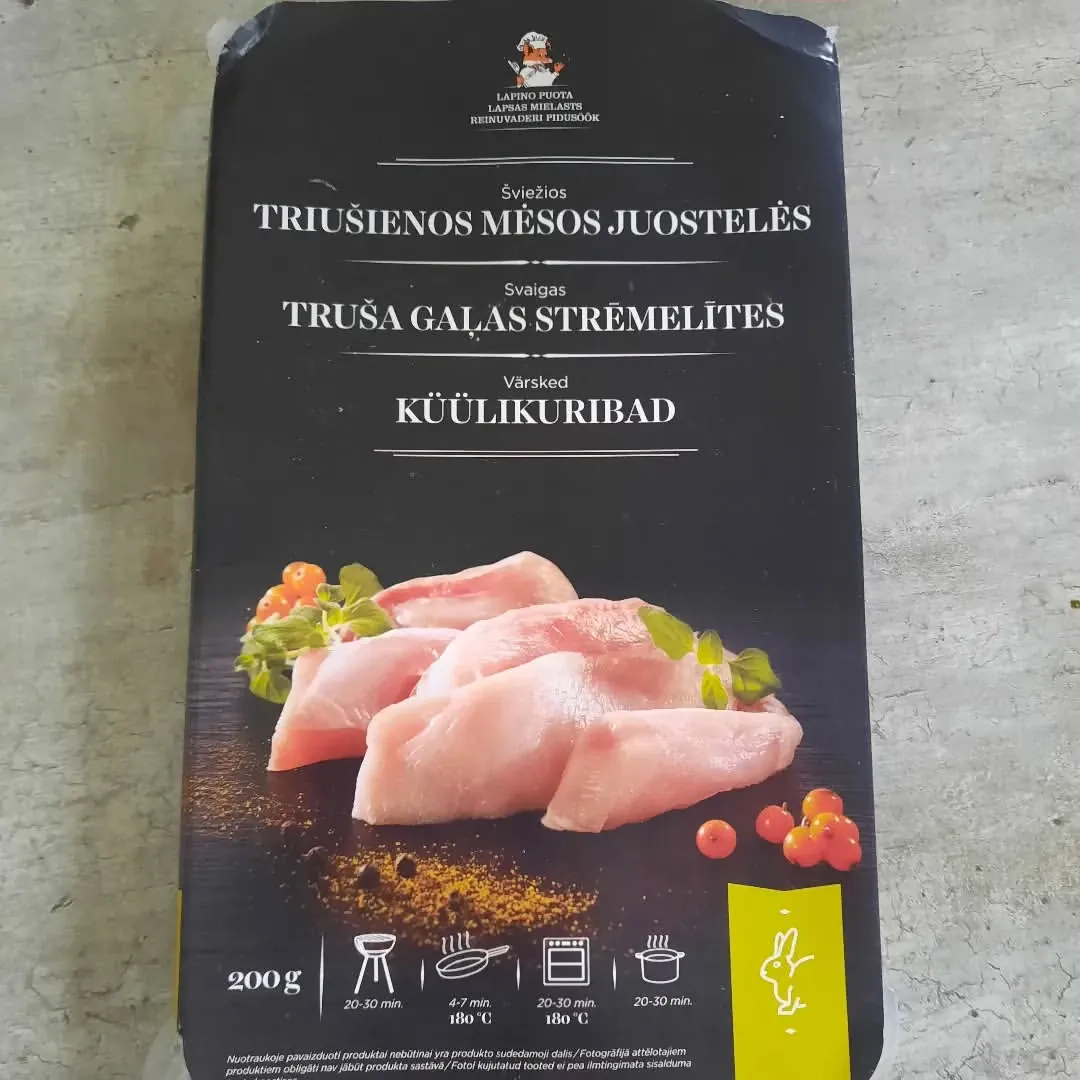 LAPINO PUOTA
LAPSAS MIELASTS
REINUVADERI PIDUSÖÖK
Šviežios
TRIUŠIENOS MĖSOS JUOSTELĖS
Svaigas
TRUŠA GAĻAS STRĒMELĪTES
Värsked
KÜÜLIKURIBAD
200 g
20-30 min.
4-7 min.
180 °C
20-30 min.
180 °C
20-30 min.
Nuotraukoje pavaizduoti produktai nebūtinai yra produkto sudedamoji dalis/Fotogrāfijā attēlotajiem
produktiem obligāti nav jābūt produkta sastāvā/Fotol kujutatud tooted ei pea ilmtingimata sisalduma